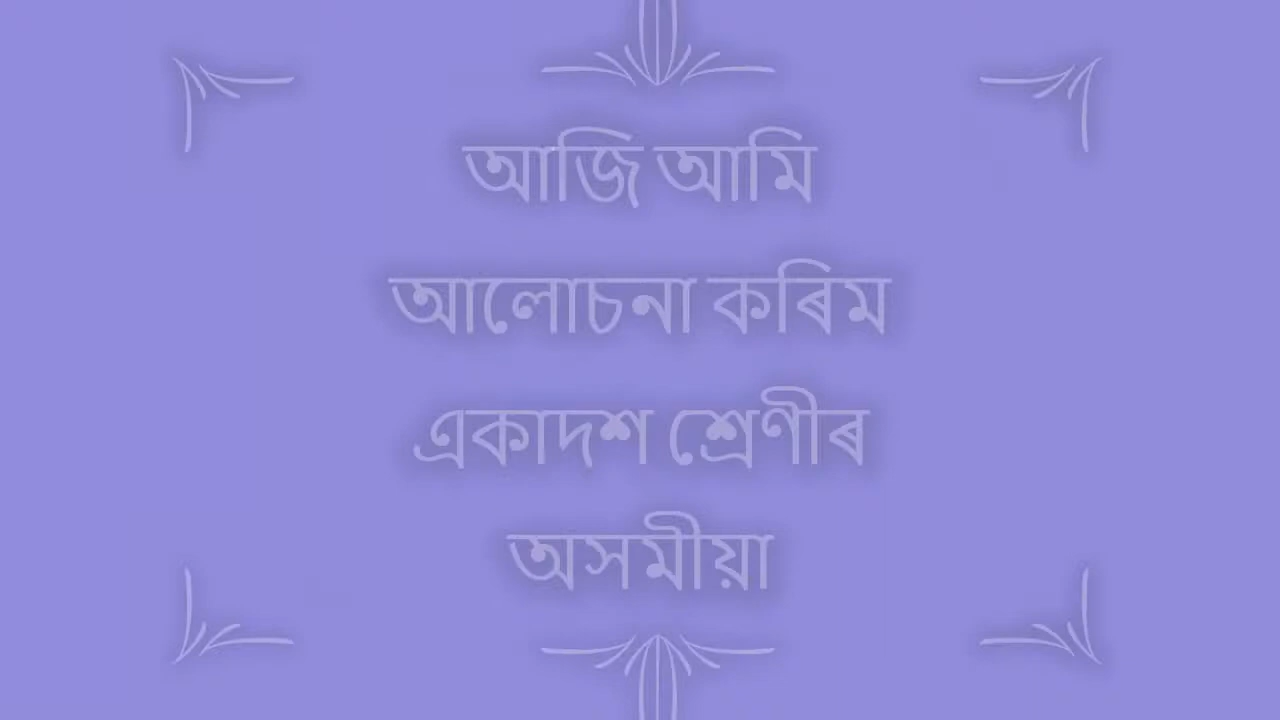 আজি আমি
আলোচনা কৰিম
একাদশ শ্ৰেণীৰ
অসমীয়া